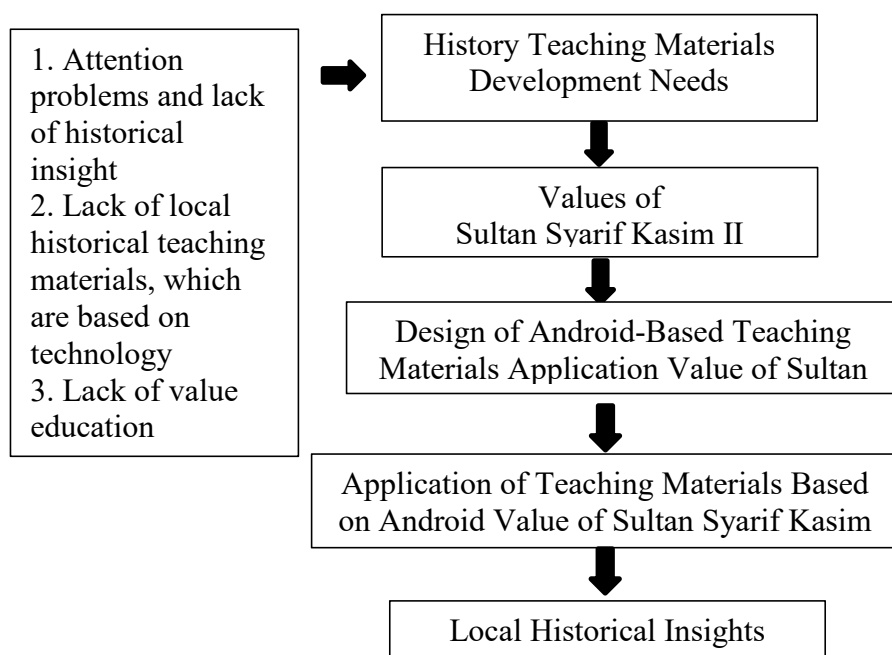 1. Attention
problems and lack
of historical
insight
2. Lack of local
historical teaching
materials, which
are based on
technology
3. Lack of value
education
History Teaching Materials
Development Needs
Values of
Sultan Syarif Kasim II
Design of Android-Based Teaching
Materials Application Value of Sultan
Application of Teaching Materials Based
on Android Value of Sultan Syarif Kasim
Local Historical Insights